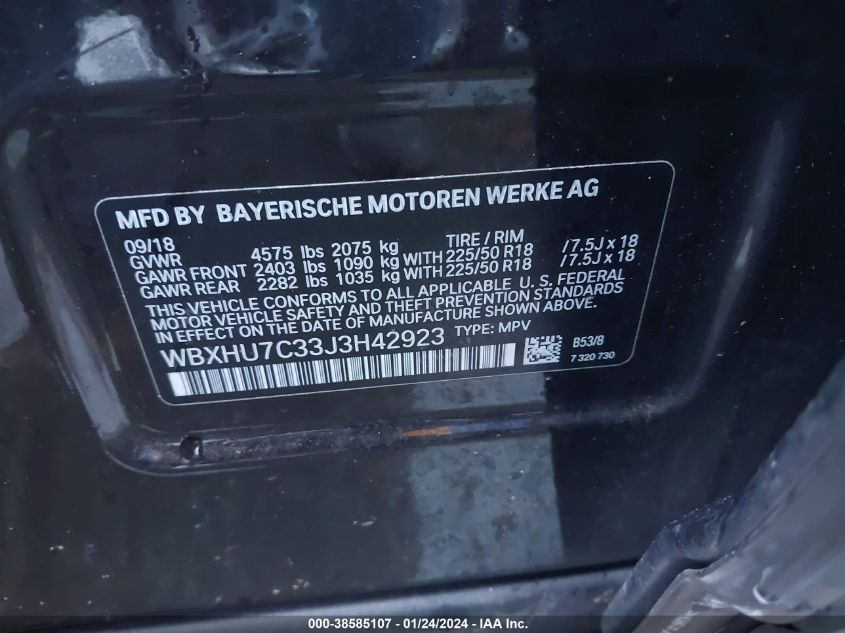 MFD BY BAYERISCHE MOTOREN WERKE AG
09/18 TIRE / RIM
GVWR 4575 lbs 2075 kg
GAWR FRONT 2403 lbs 1090 kg WITH 225/50 R18 /7.5J x 18
GAWR REAR 2282 lbs 1035 kg WITH 225/50 R18 /7.5J x 18
THIS VEHICLE CONFORMS TO ALL APPLICABLE U.S. FEDERAL
MOTOR VEHICLE SAFETY AND THEFT PREVENTION STANDARDS
IN EFFECT ON THE DATE OF MANUFACTURE SHOWN ABOVE.
WBXHU7C33J3H42923 TYPE: MPV
B53/8
7 320 730
000-38585107 - 01/24/2024 - IAA Inc.